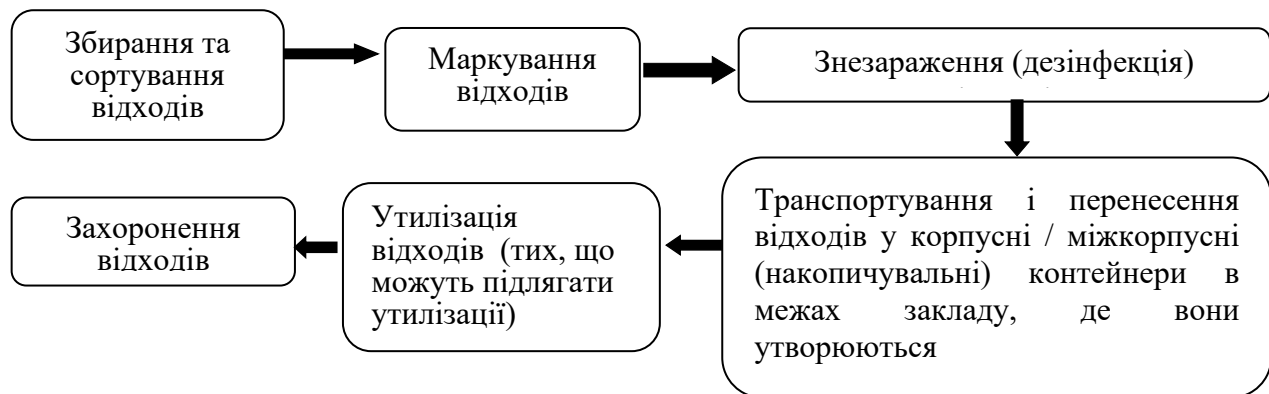 Збирання та
сортування
відходів
Маркування
відходів
Знезараження (дезінфекція)
Транспортування і перенесення
відходів у корпусні / міжкорпусні
(накопичувальні) контейнери в
межах закладу, де вони
утворюються
Утилізація
відходів (тих, що
можуть підлягати
утилізації)
Захоронення
відходів